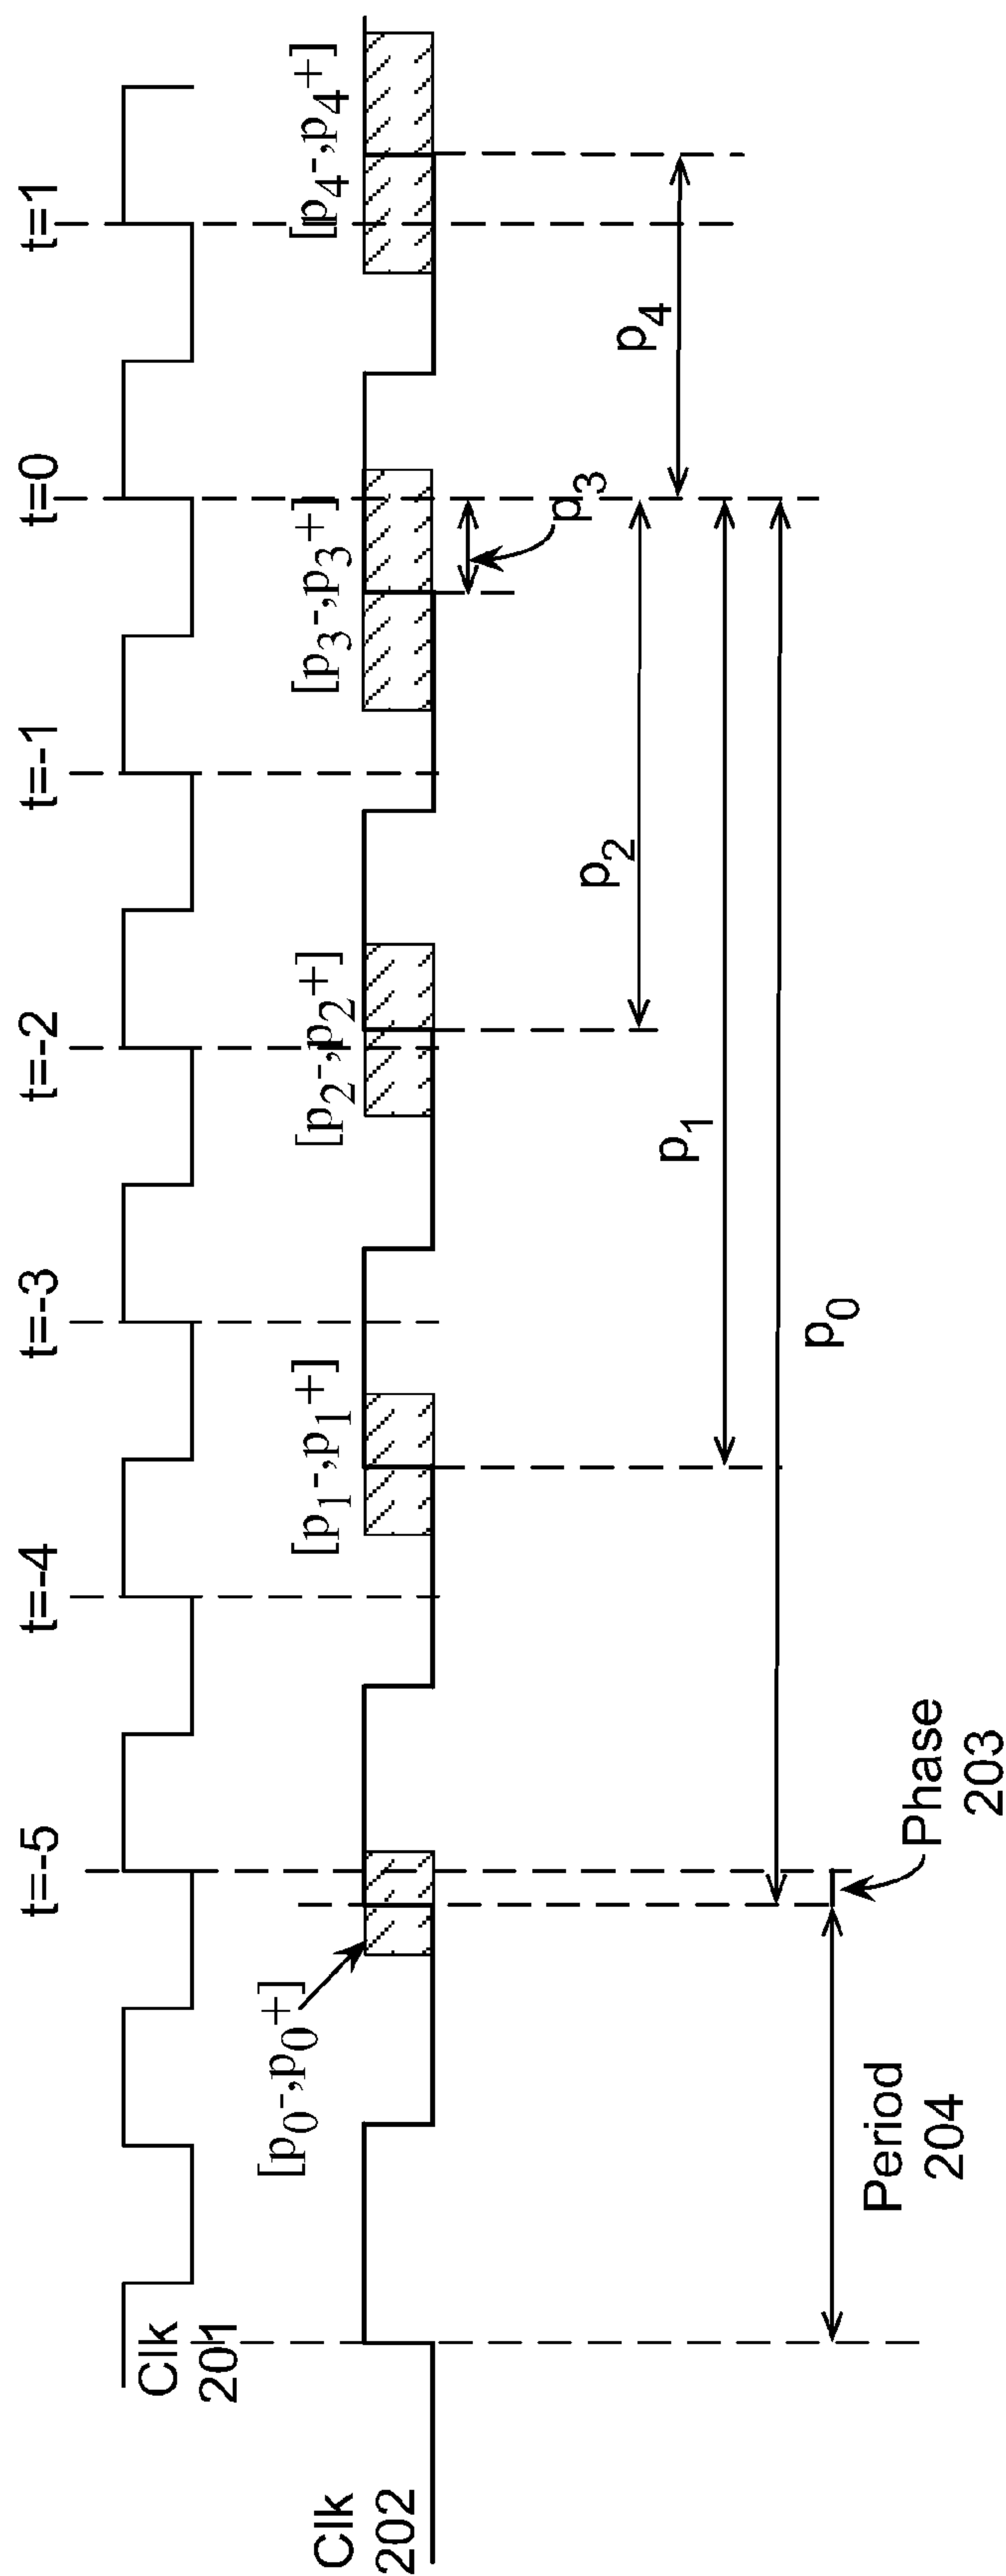 t=-5
t=-4
t=-3
t=-2
t=-1
t=0
t=1
Clk
201
Clk
202
[p0-,p0+]
[p1-,p1+]
[p2-,p2+]
[p3-,p3+]
[p4-,p4+]
p3
p2
p4
p1
p0
Phase
203
Period
204